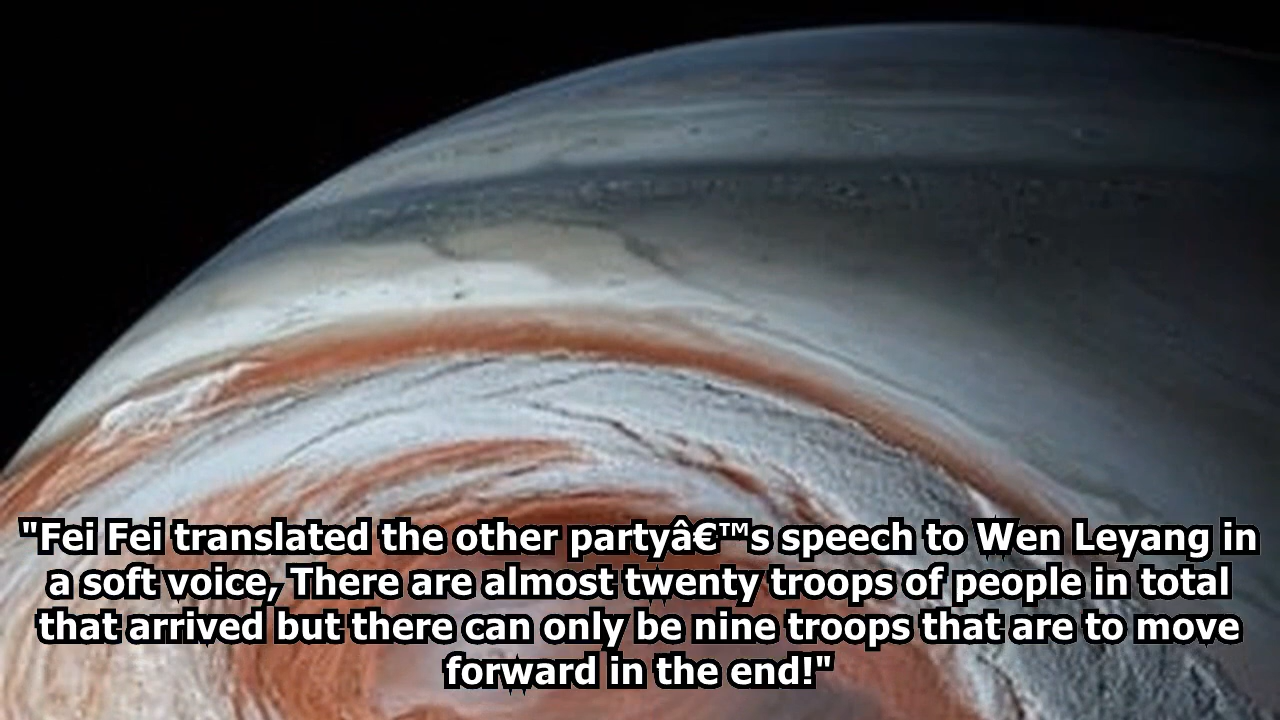 "Fei Fei translated the other partyâ€™s speech to Wen Leyang in
a soft voice, There are almost twenty troops of people in total
that arrived but there can only be nine troops that are to move
forward in the end!"